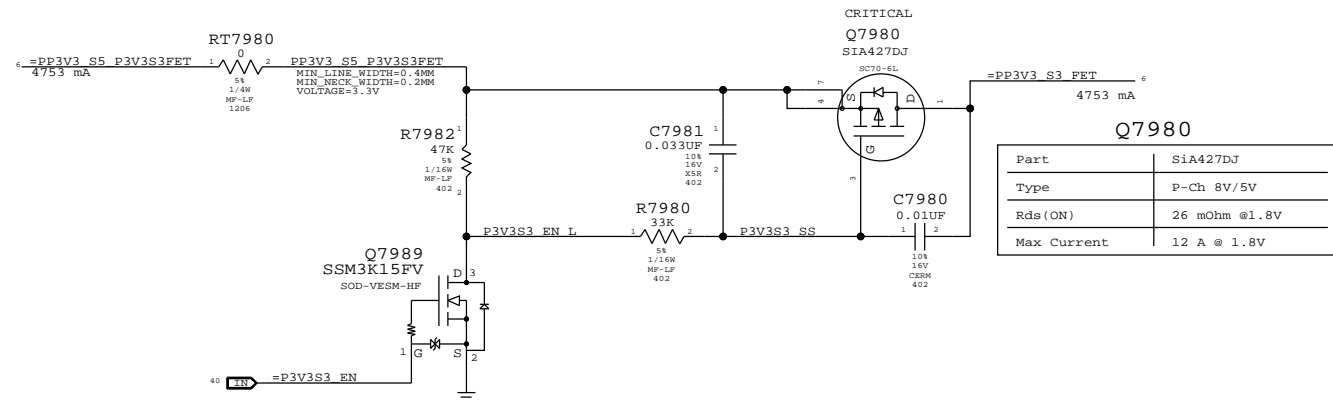 CRITICAL
Q7980
SIA427DJ
SC70-6L
RT7980
0
=PP3V3_S5_P3V3S3FET
6
4753 mA
1
2
5%
1/4W
MF-LF
1206
PP3V3_S5_P3V3S3FET
MIN_LINE_WIDTH=0.4MM
MIN_NECK_WIDTH=0.2MM
VOLTAGE=3.3V
7
4
S
D
1
G
3
=PP3V3_S3_FET
6
4753 mA
R7982
47K
5%
1/16W
MF-LF
402
1
2
C7981
0.033UF
10%
16V
X5R
402
1
2
Q7980
Part SiA427DJ
Type P-Ch 8V/5V
Rds(ON) 26 mOhm @1.8V
Max Current 12 A @ 1.8V
P3V3S3_EN_L
R7980
33K
1
2
5%
1/16W
MF-LF
402
P3V3S3_SS
C7980
0.01UF
1
2
10%
16V
CERM
402
Q7989
SSM3K15FV
SOD-VESM-HF
D
3
1
G
S
2
40
IN
=P3V3S3_EN